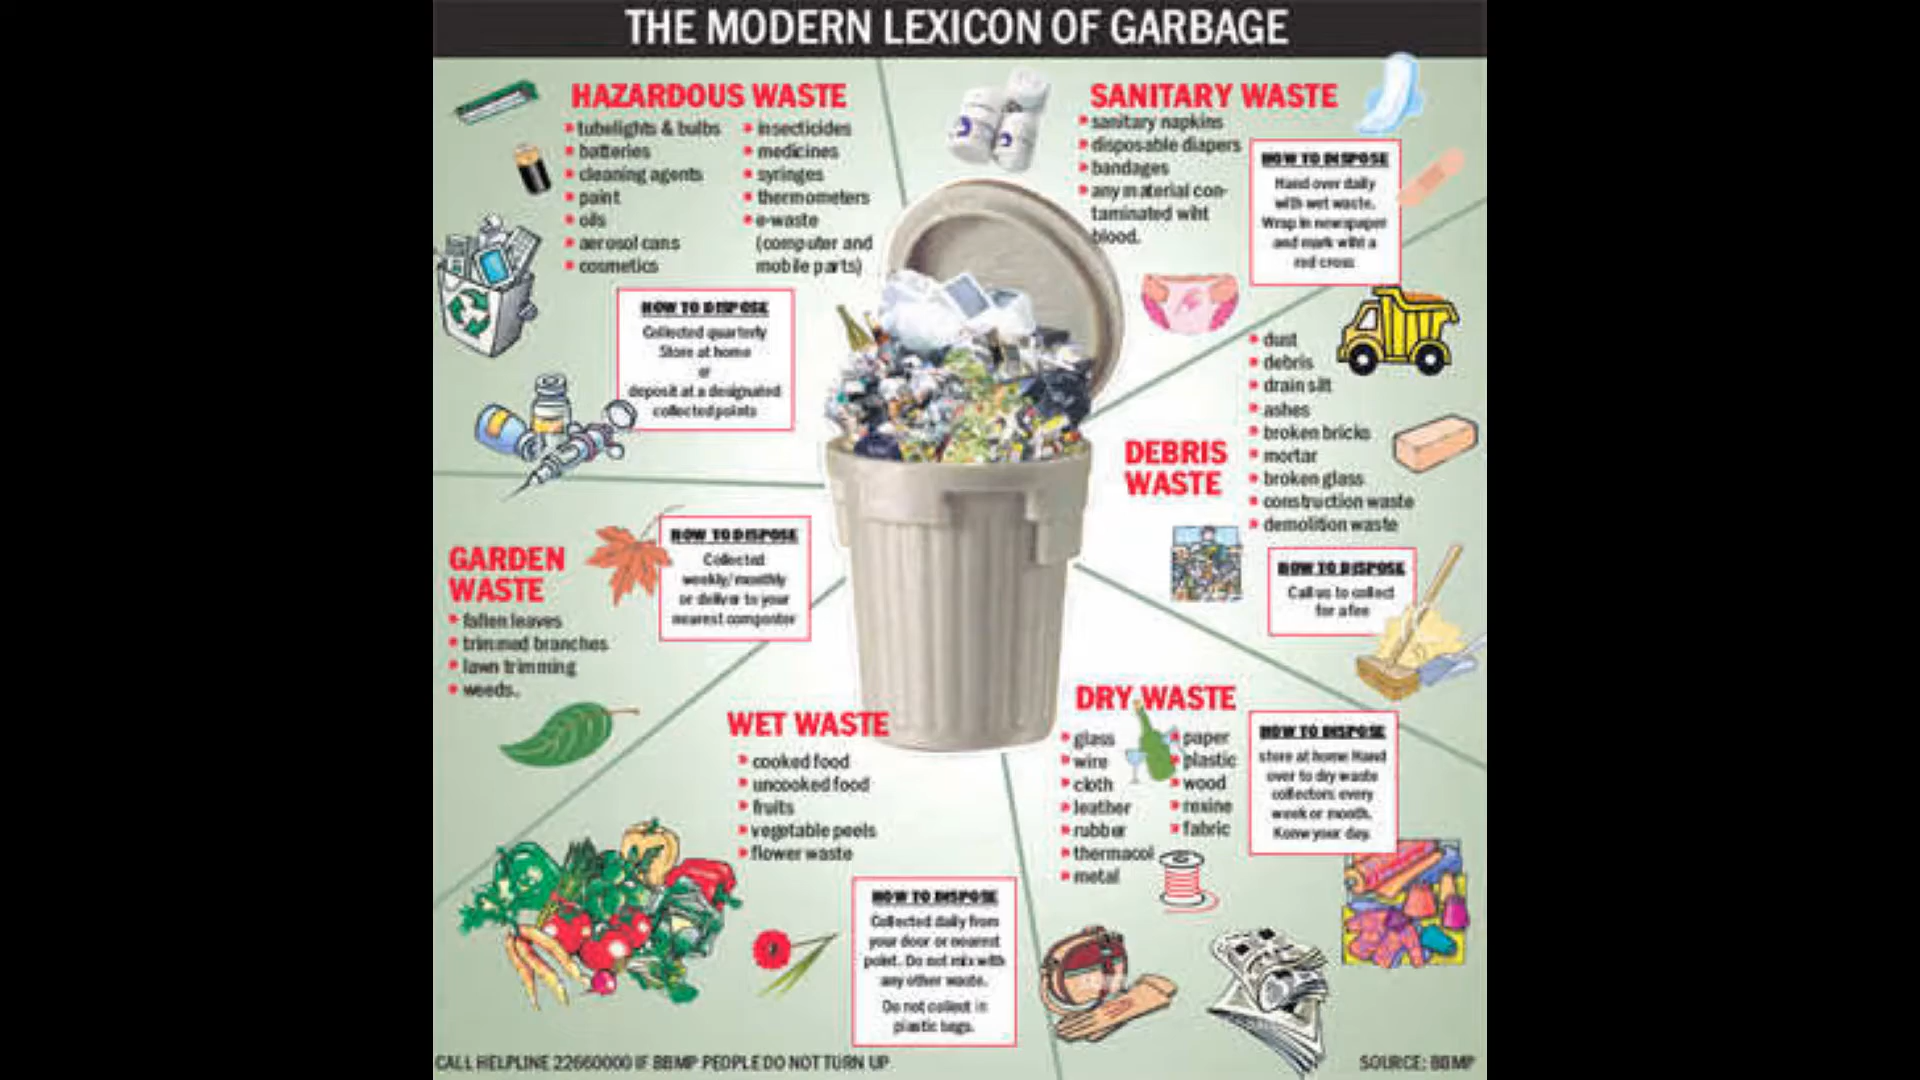 THE MODERN LEXICON OF GARBAGE
HAZARDOUS WASTE
tubelights & bulbs
batteries
cleaning agents
paint
oils
aerosol cans
cosmetics
insecticides
medicines
syringes
thermometers
e-waste
(computer and
mobile parts)
HOW TO DISPOSE
Collected quarterly
Store at home
or
deposit at a designated
collected points
SANITARY WASTE
sanitary napkins
disposable diapers
bandages
any material con-
taminated wiht
blood.
HOW TO DISPOSE
Hand over daily
with wet waste.
Wrap in newspaper
and mark wiht a
red cross
DEBRIS
WASTE
dust
debris
drain silt
ashes
broken bricks
mortar
broken glass
construction waste
demolition waste
HOW TO DISPOSE
Call us to collect
for a fee
GARDEN
WASTE
fallen leaves
trimmed branches
lawn trimming
weeds.
HOW TO DISPOSE
Collected
weekly/monthly
or deliver to your
nearest compostor
WET WASTE
cooked food
uncooked food
fruits
vegetable peels
flower waste
HOW TO DISPOSE
Collected daily from
your door or nearest
point. Do not mix with
any other waste.
Do not collect in
plastic bags.
DRY WASTE
glass
wire
cloth
leather
rubber
thermacol
metal
paper
plastic
wood
rexine
fabric
HOW TO DISPOSE
store at home Hand
over to dry waste
collectors every
week or month.
Konw your day.
CALL HELPLINE 22660000 IF BBMP PEOPLE DO NOT TURN UP
SOURCE: BBMP